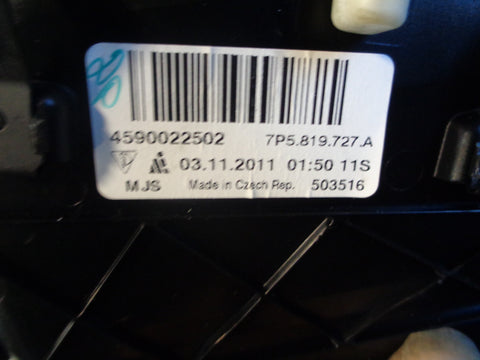 4590022502 7P5.819.727.A
03.11.2011 01:50 11S
MJS Made in Czech Rep. 503516